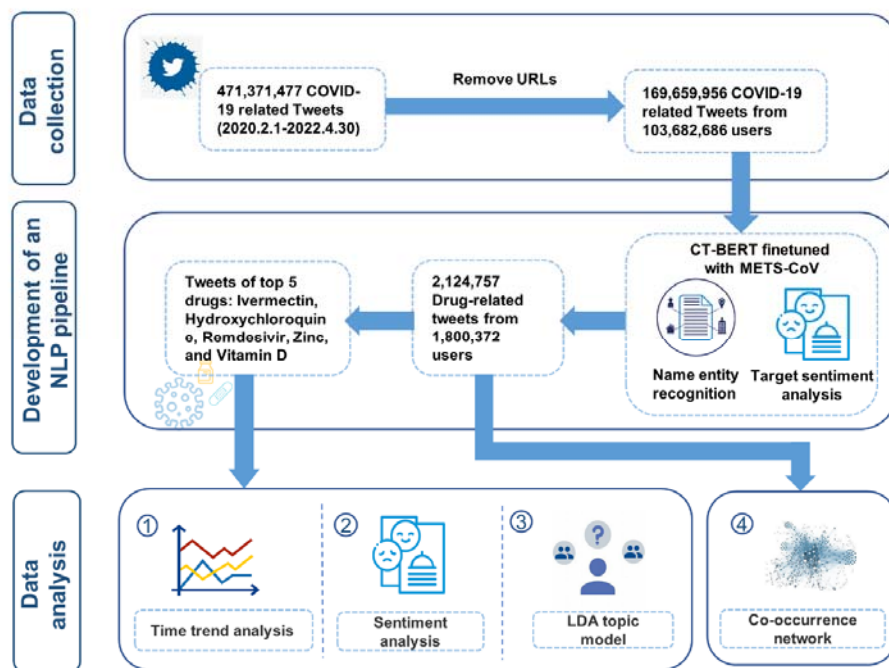 Data
collection
471,371,477 COVID-
19 related Tweets
(2020.2.1-2022.4.30)
Remove URLs
169,659,956 COVID-19
related Tweets from
103,682,686 users
Development of an
NLP pipeline
Tweets of top 5
drugs: Ivermectin,
Hydroxychloroquin
e, Remdesivir, Zinc,
and Vitamin D
2,124,757
Drug-related
tweets from
1,800,372
users
CT-BERT finetuned
with METS-CoV
Name entity
recognition
Target sentiment
analysis
Data
analysis
1
Time trend analysis
2
Sentiment
analysis
3
?
LDA topic
model
4
Co-occurrence
network